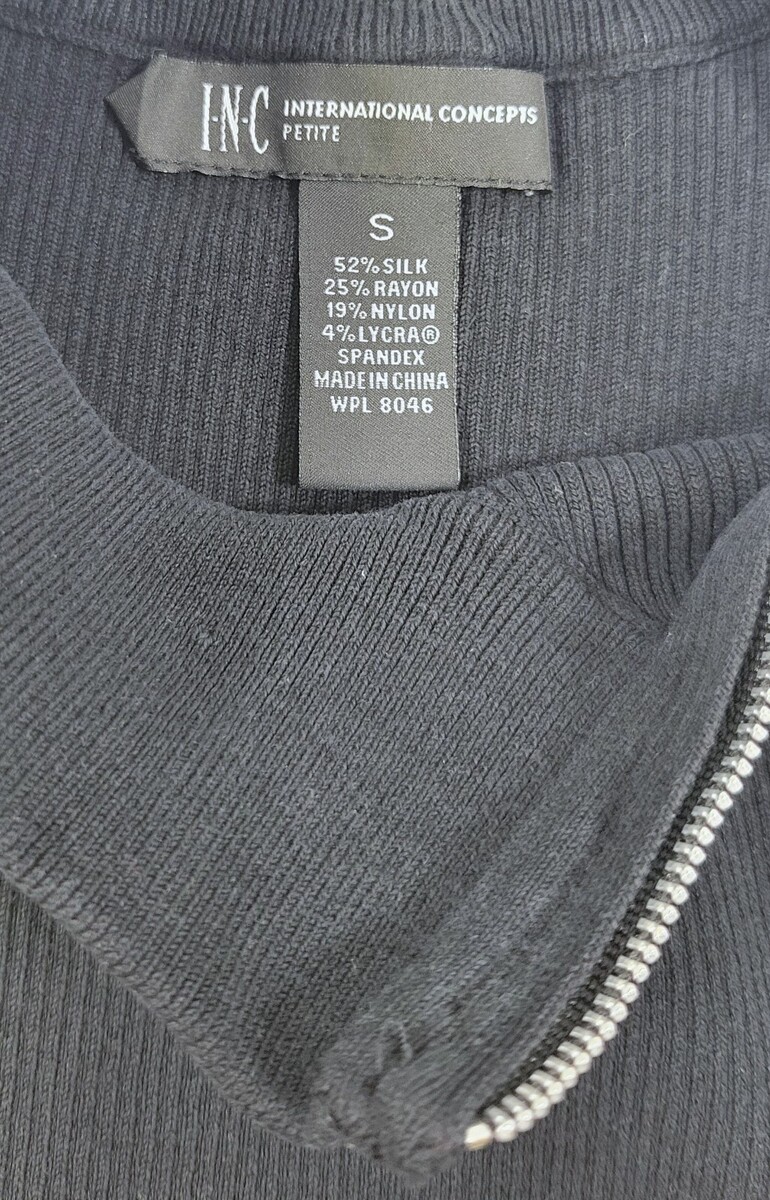 I·N·C INTERNATIONAL CONCEPTS
PETITE
S
52% SILK
25% RAYON
19% NYLON
4% LYCRA®
SPANDEX
MADE IN CHINA
WPL 8046